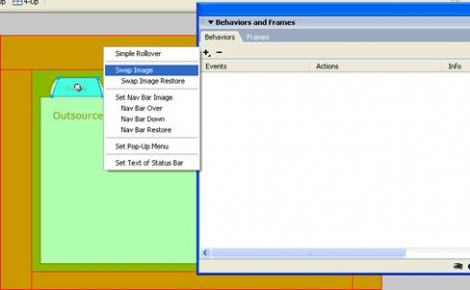 4-Up
Behaviors and Frames
Behaviors
Frames
Events
Actions
Info
Simple Rollover
Swap Image
Swap Image Restore
Set Nav Bar Image
Nav Bar Over
Nav Bar Down
Nav Bar Restore
Set Pop-Up Menu
Set Text of Status Bar
Outsource